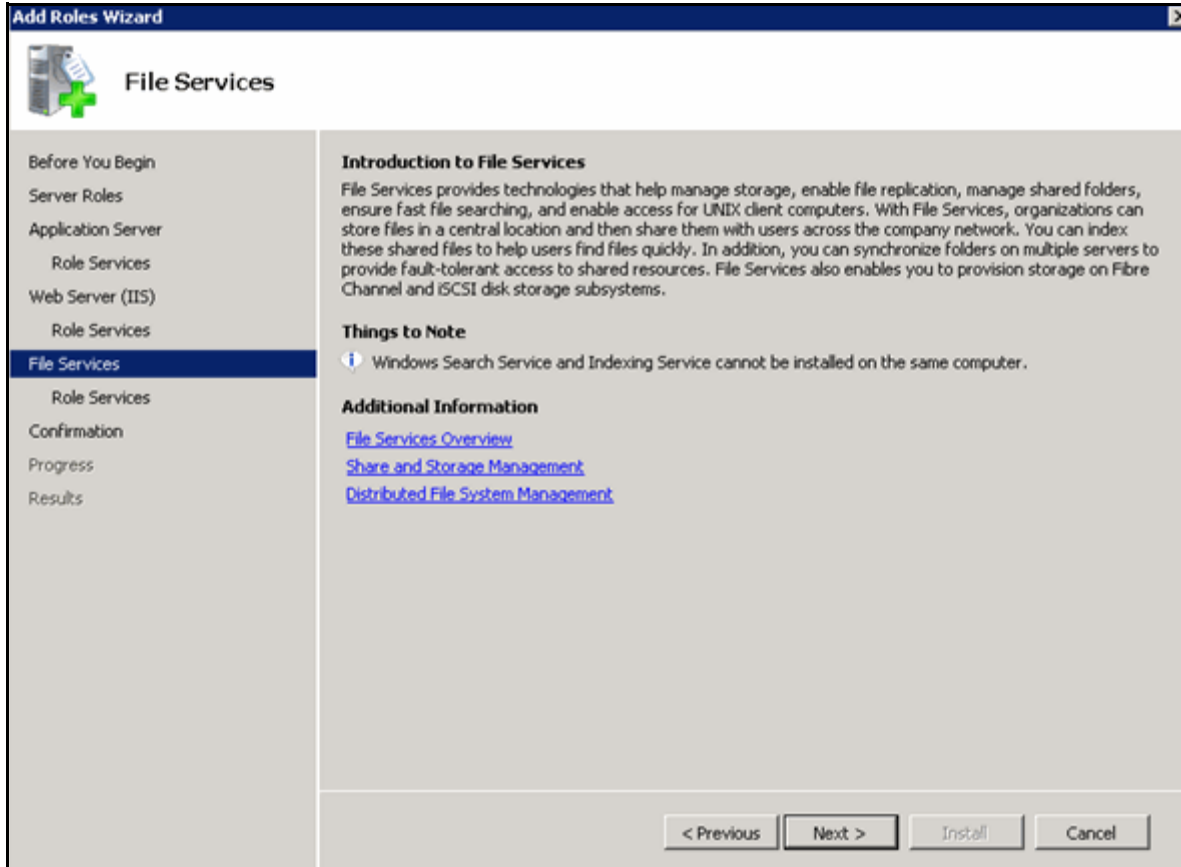 Add Roles Wizard
File Services
Before You Begin
Server Roles
Application Server
Role Services
Web Server (IIS)
Role Services
File Services
Role Services
Confirmation
Progress
Results
Introduction to File Services
File Services provides technologies that help manage storage, enable file replication, manage shared folders,
ensure fast file searching, and enable access for UNIX client computers. With File Services, organizations can
store files in a central location and then share them with users across the company network. You can index
these shared files to help users find files quickly. In addition, you can synchronize folders on multiple servers to
provide fault-tolerant access to shared resources. File Services also enables you to provision storage on Fibre
Channel and iSCSI disk storage subsystems.
Things to Note
Windows Search Service and Indexing Service cannot be installed on the same computer.
Additional Information
File Services Overview
Share and Storage Management
Distributed File System Management
< Previous Next > Install Cancel